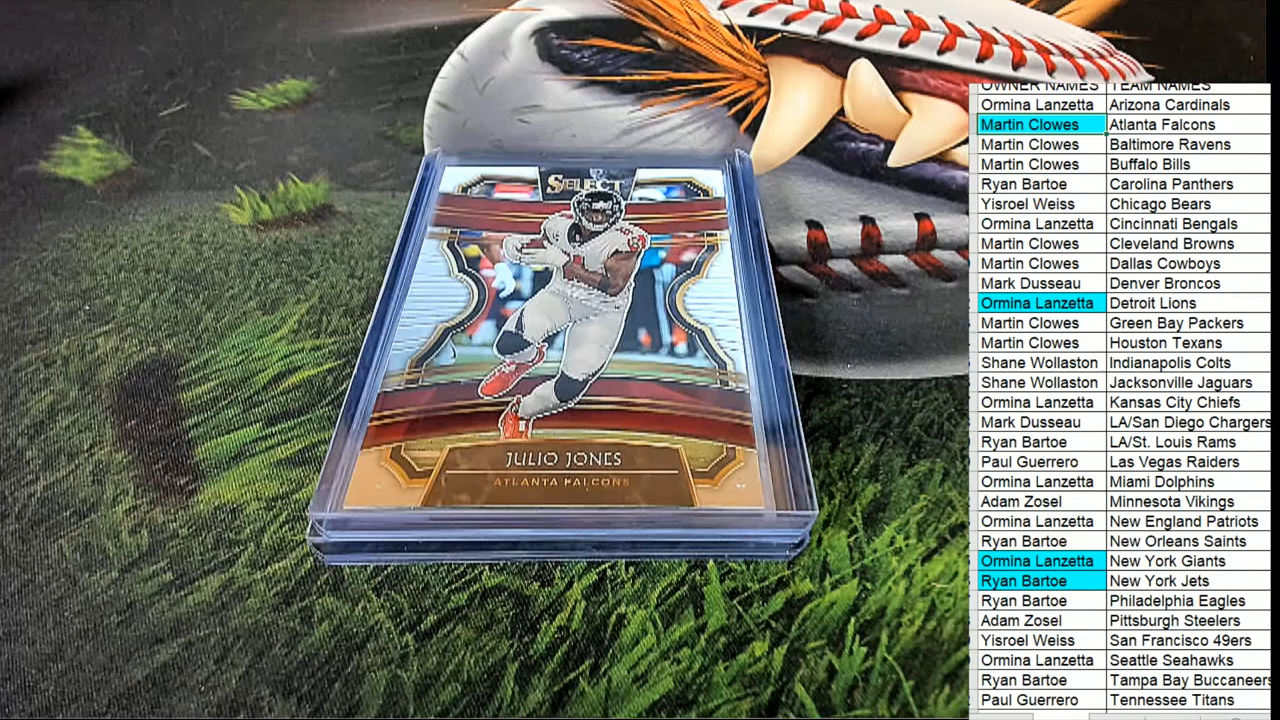 SELECT
JULIO JONES
ATLANTA FALCONS
OWNER NAMES TEAM NAMES
Ormina Lanzetta Arizona Cardinals
Martin Clowes Atlanta Falcons
Martin Clowes Baltimore Ravens
Martin Clowes Buffalo Bills
Ryan Bartoe Carolina Panthers
Yisroel Weiss Chicago Bears
Ormina Lanzetta Cincinnati Bengals
Martin Clowes Cleveland Browns
Martin Clowes Dallas Cowboys
Mark Dusseau Denver Broncos
Ormina Lanzetta Detroit Lions
Martin Clowes Green Bay Packers
Martin Clowes Houston Texans
Shane Wollaston Indianapolis Colts
Shane Wollaston Jacksonville Jaguars
Ormina Lanzetta Kansas City Chiefs
Mark Dusseau LA/San Diego Chargers
Ryan Bartoe LA/St. Louis Rams
Paul Guerrero Las Vegas Raiders
Ormina Lanzetta Miami Dolphins
Adam Zosel Minnesota Vikings
Ormina Lanzetta New England Patriots
Ryan Bartoe New Orleans Saints
Ormina Lanzetta New York Giants
Ryan Bartoe New York Jets
Ryan Bartoe Philadelphia Eagles
Adam Zosel Pittsburgh Steelers
Yisroel Weiss San Francisco 49ers
Ormina Lanzetta Seattle Seahawks
Ryan Bartoe Tampa Bay Buccaneers
Paul Guerrero Tennessee Titans